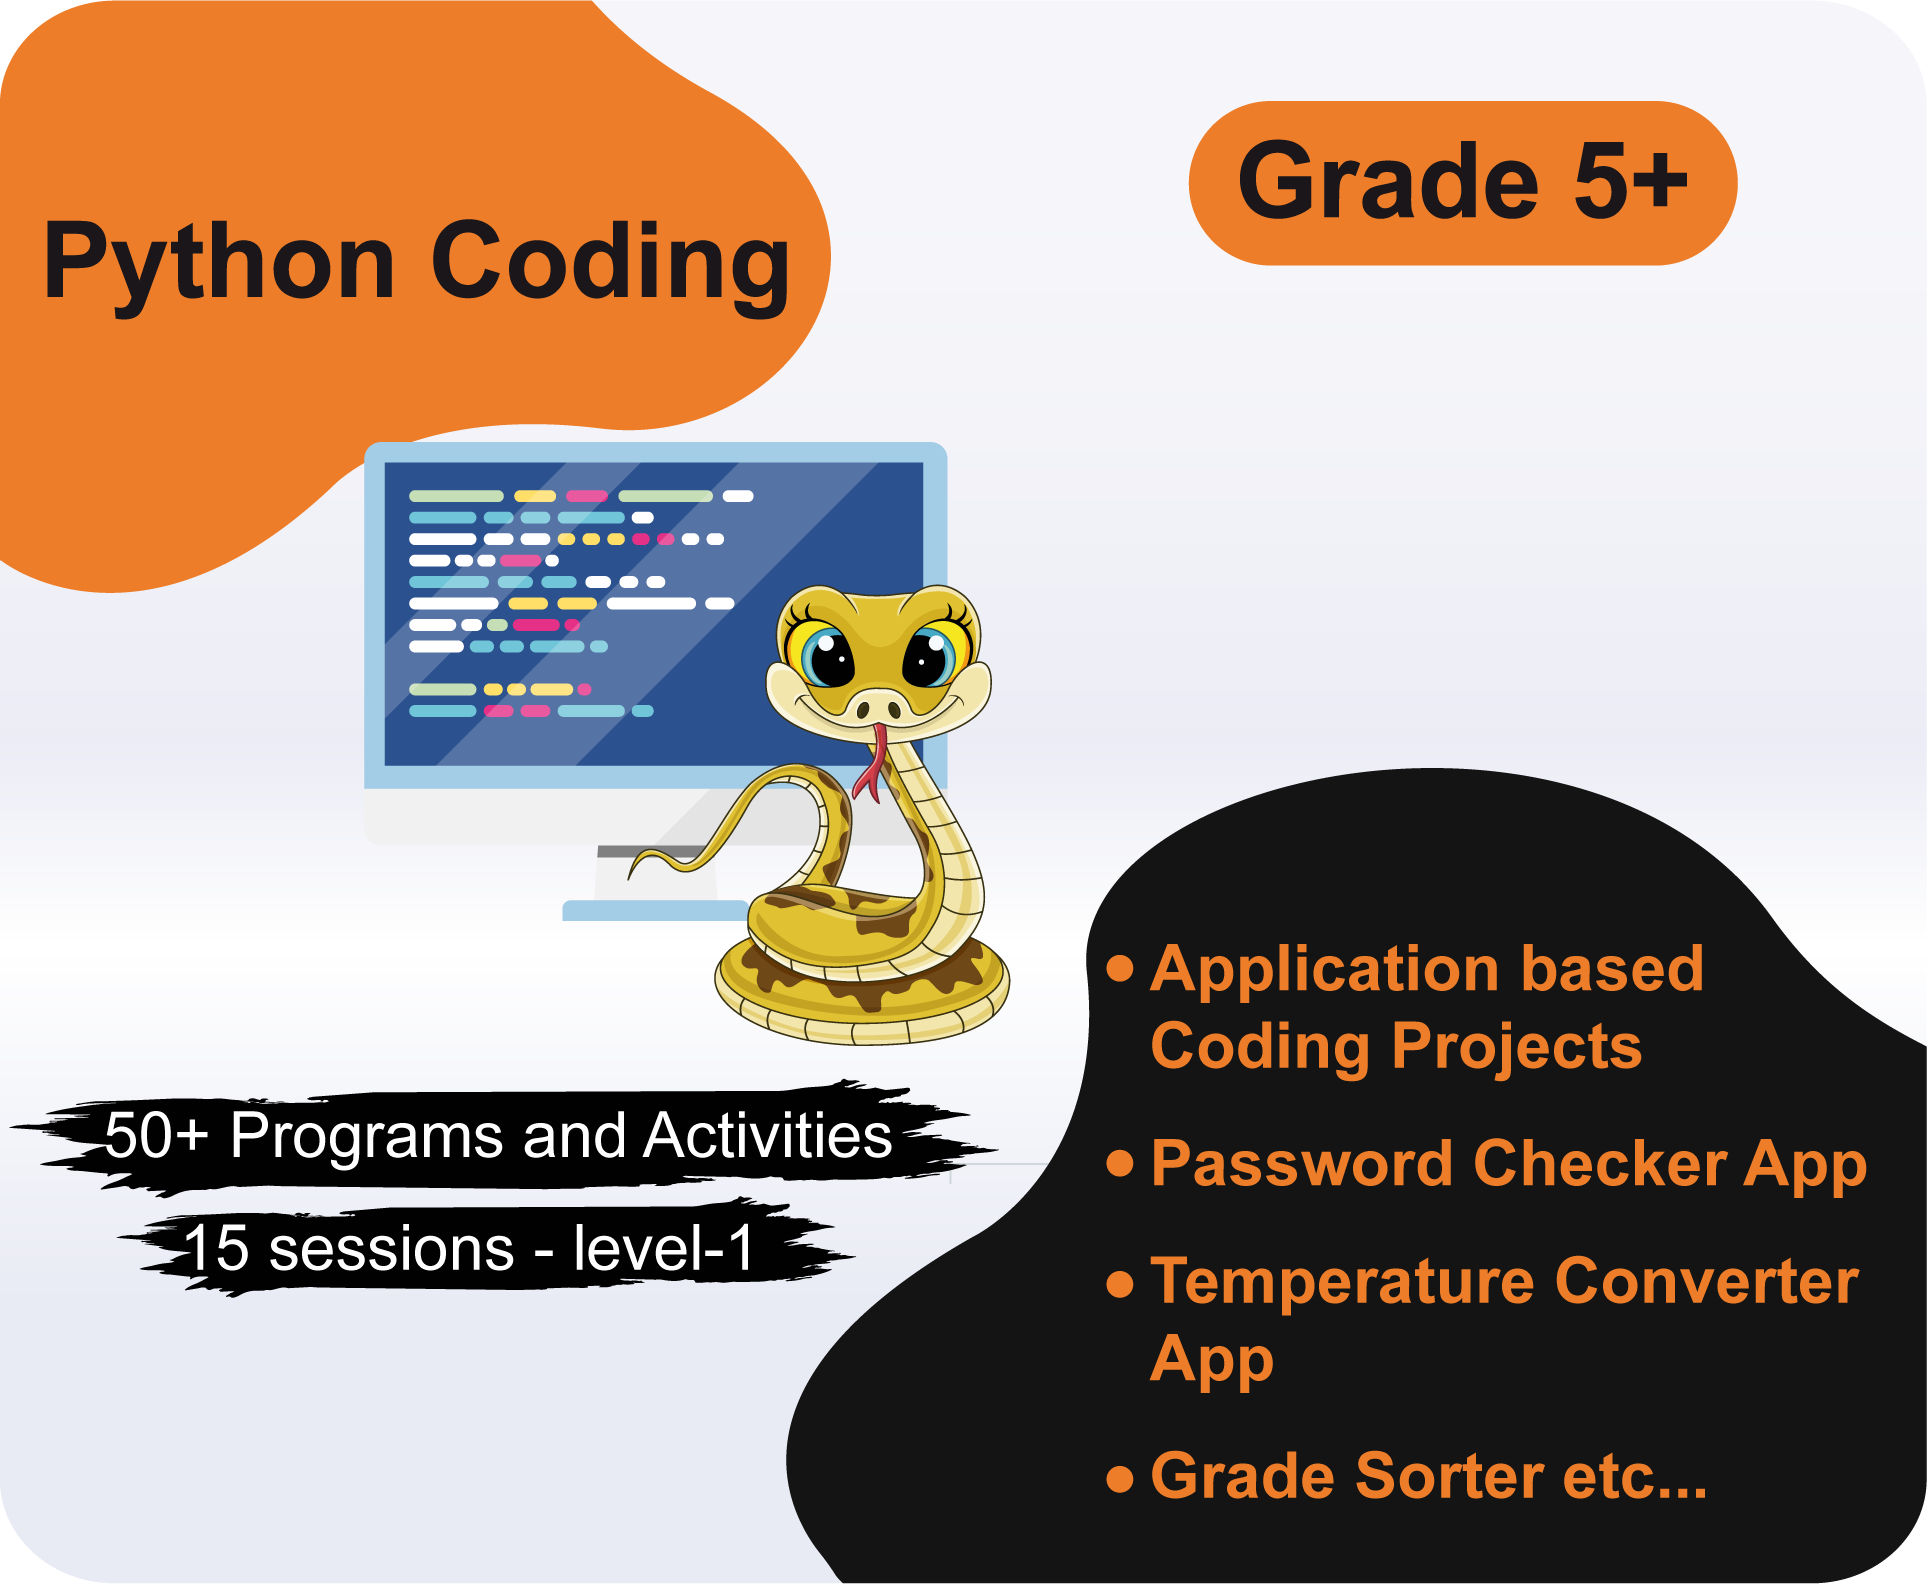 Python Coding
Grade 5+
50+ Programs and Activities
15 sessions - level-1
• Application based
Coding Projects
• Password Checker App
• Temperature Converter
App
• Grade Sorter etc...